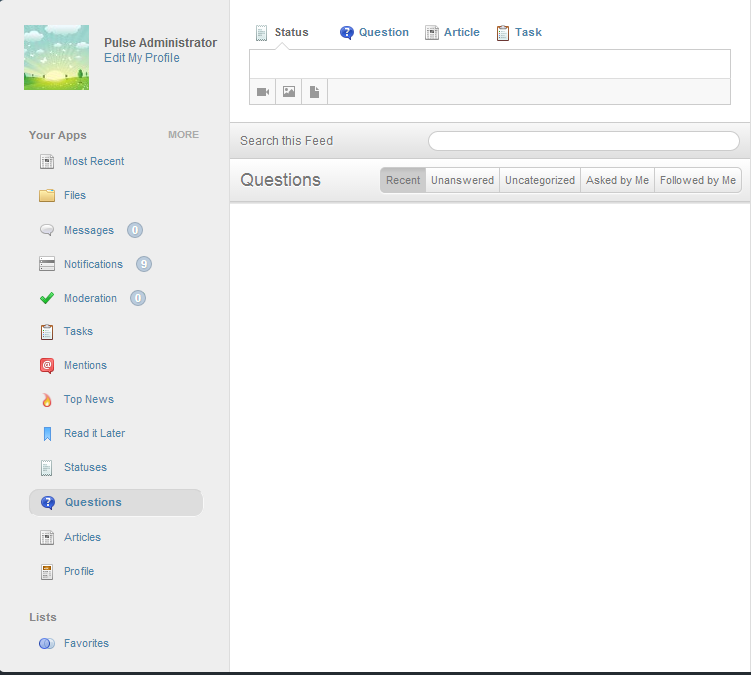 Pulse Administrator
Edit My Profile
Your Apps MORE
Most Recent
Files
Messages 0
Notifications 9
Moderation 0
Tasks
Mentions
Top News
Read it Later
Statuses
Questions
Articles
Profile
Lists
Favorites
Status Question Article Task
Search this Feed
Questions Recent Unanswered Uncategorized Asked by Me Followed by Me